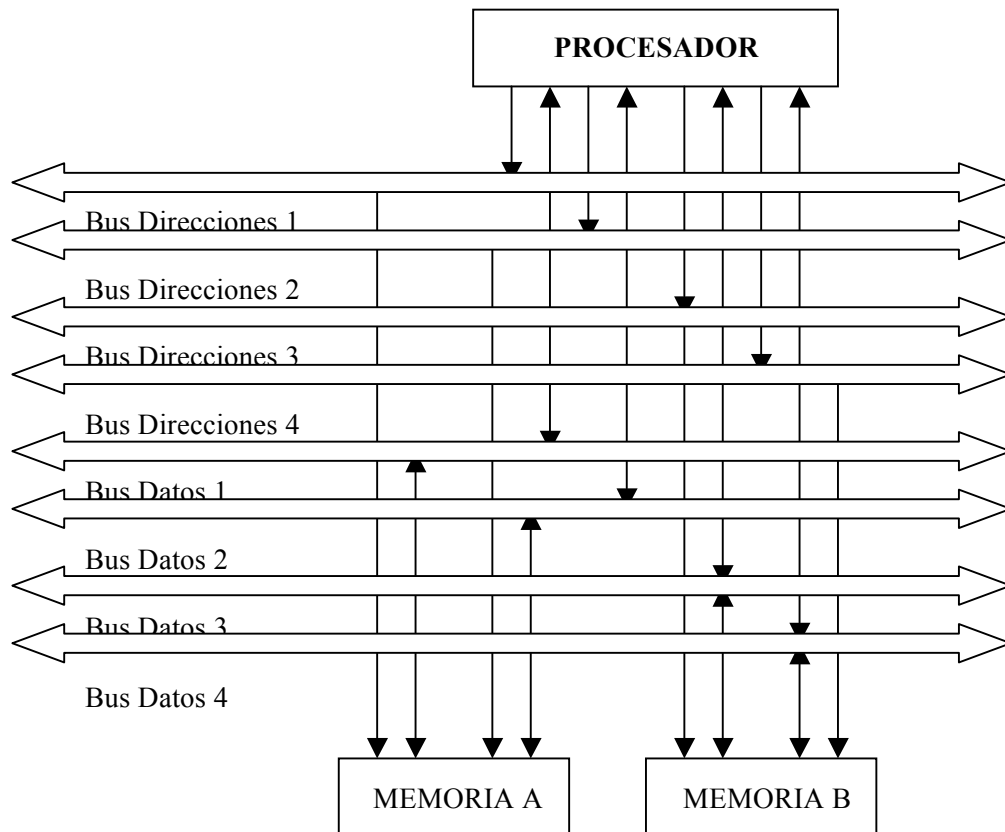 PROCESADOR
Bus Direcciones 1
Bus Direcciones 2
Bus Direcciones 3
Bus Direcciones 4
Bus Datos 1
Bus Datos 2
Bus Datos 3
Bus Datos 4
MEMORIA A
MEMORIA B